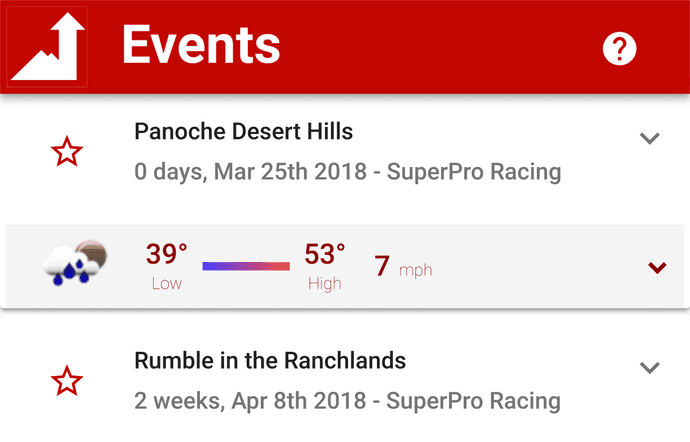 Events
?
Panoche Desert Hills
0 days, Mar 25th 2018 - SuperPro Racing
39° 53° 7 mph
Low High
Rumble in the Ranchlands
2 weeks, Apr 8th 2018 - SuperPro Racing